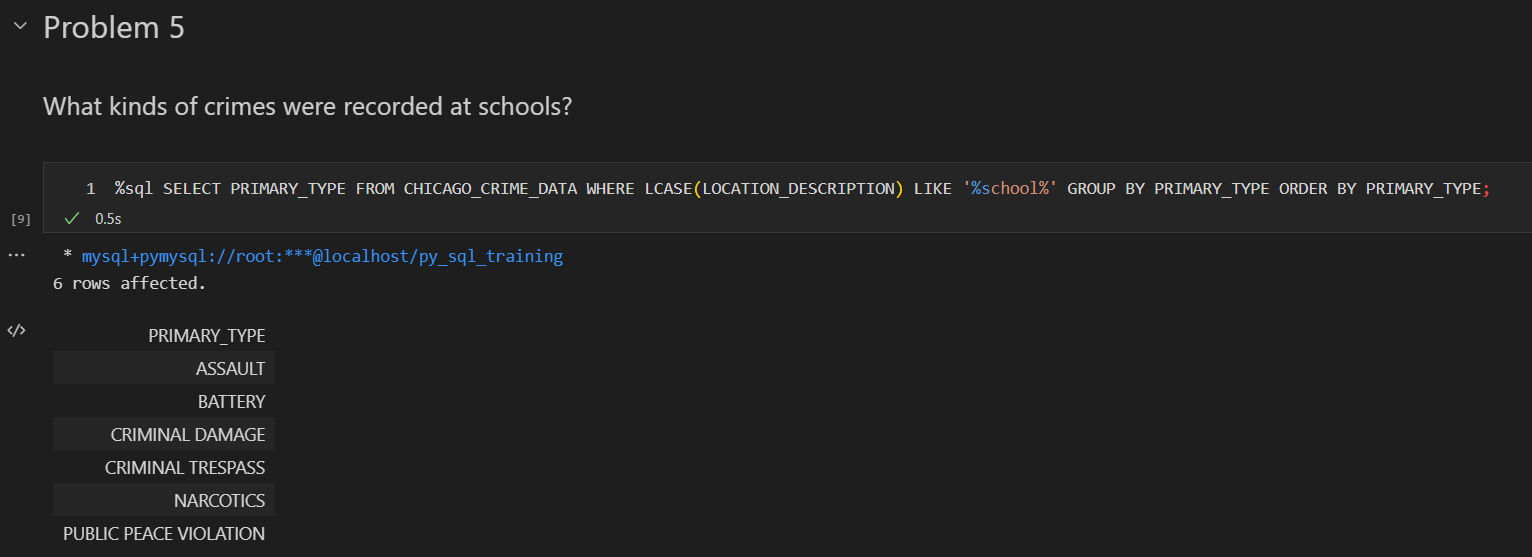 Problem 5
What kinds of crimes were recorded at schools?
1 %sql SELECT PRIMARY_TYPE FROM CHICAGO_CRIME_DATA WHERE LCASE(LOCATION_DESCRIPTION) LIKE '%school%' GROUP BY PRIMARY_TYPE ORDER BY PRIMARY_TYPE;
[9] ✓ 0.5s
* mysql+pymysql://root:***@localhost/py_sql_training
6 rows affected.
PRIMARY_TYPE
ASSAULT
BATTERY
CRIMINAL DAMAGE
CRIMINAL TRESPASS
NARCOTICS
PUBLIC PEACE VIOLATION